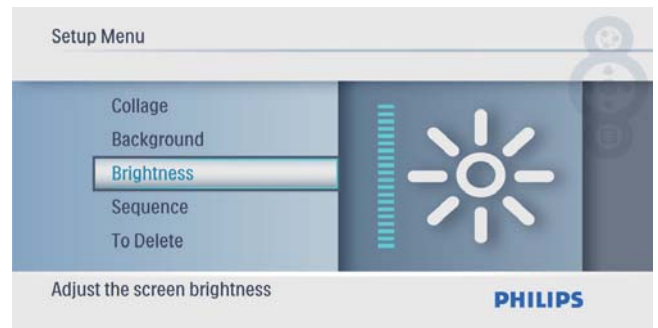 Setup Menu
Collage
Background
Brightness
Sequence
To Delete
Adjust the screen brightness
PHILIPS